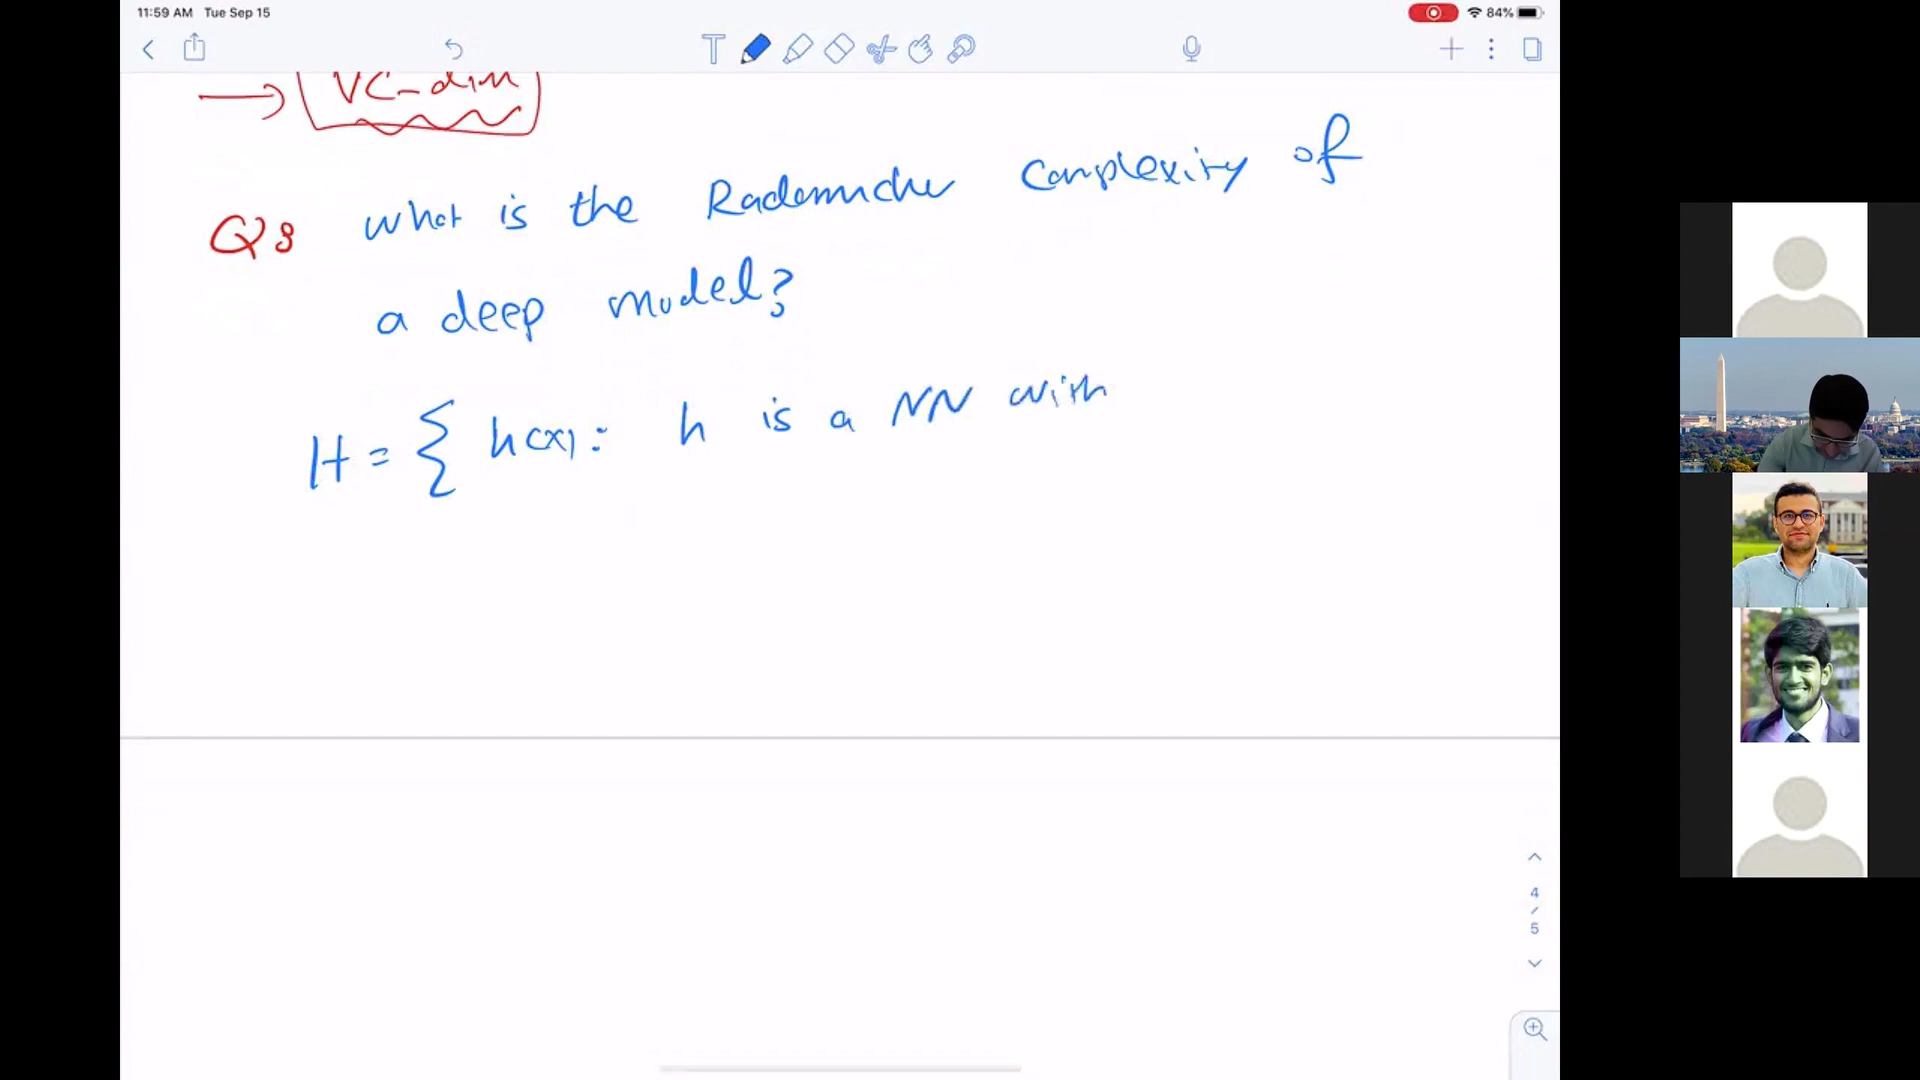 11:59 AM Tue Sep 15
84%
T
→ VC-dim
Q: What is the Rademacher Complexity of
a deep model?
H = { h(x): h is a NN with
4
/
5